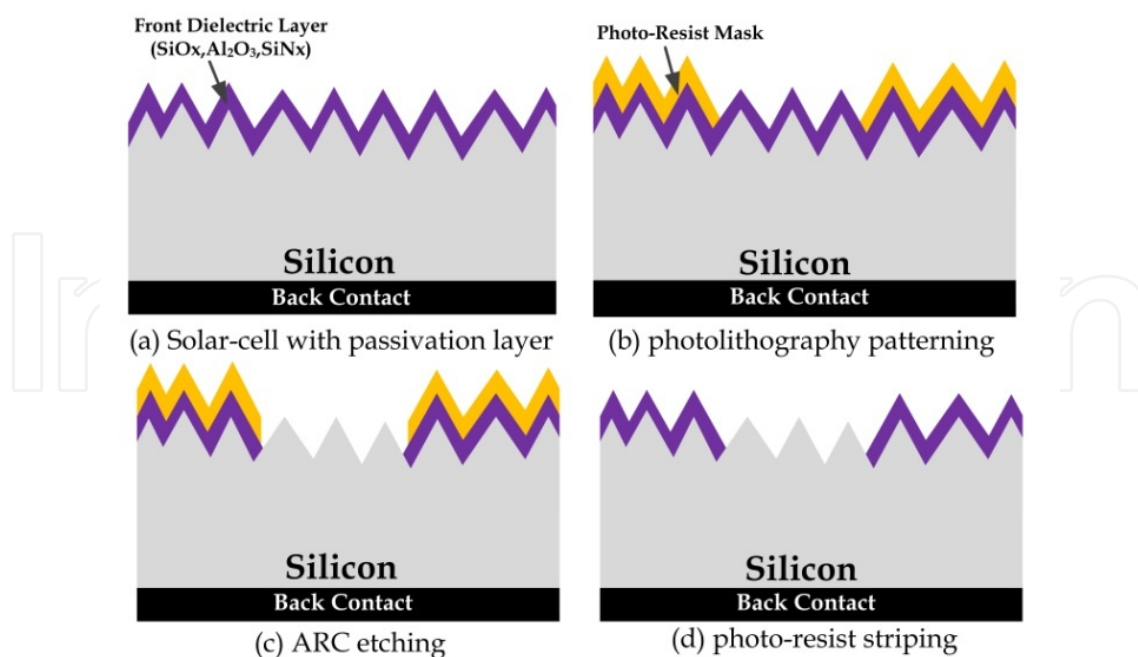 Front Dielectric Layer
(SiOx,Al₂O₃,SiNx)
Silicon
Back Contact
(a) Solar-cell with passivation layer
Photo-Resist Mask
Silicon
Back Contact
(b) photolithography patterning
Silicon
Back Contact
(c) ARC etching
Silicon
Back Contact
(d) photo-resist striping